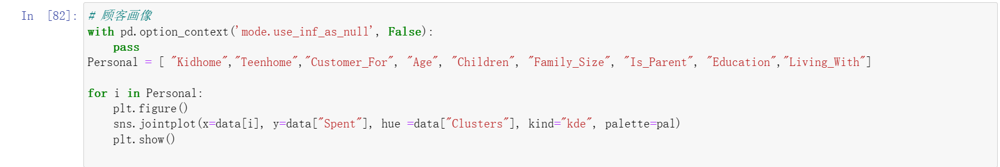 In [82]: # 顾客画像
with pd.option_context('mode.use_inf_as_null', False):
    pass
Personal = [ "Kidhome","Teenhome","Customer_For", "Age", "Children", "Family_Size", "Is_Parent", "Education","Living_With"]
for i in Personal:
    plt.figure()
    sns.jointplot(x=data[i], y=data["Spent"], hue =data["Clusters"], kind="kde", palette=pal)
    plt.show()